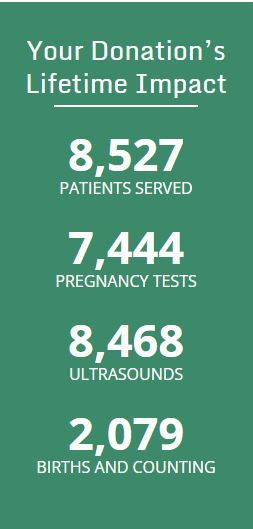 Your Donation’s
Lifetime Impact
8,527
PATIENTS SERVED
7,444
PREGNANCY TESTS
8,468
ULTRASOUNDS
2,079
BIRTHS AND COUNTING